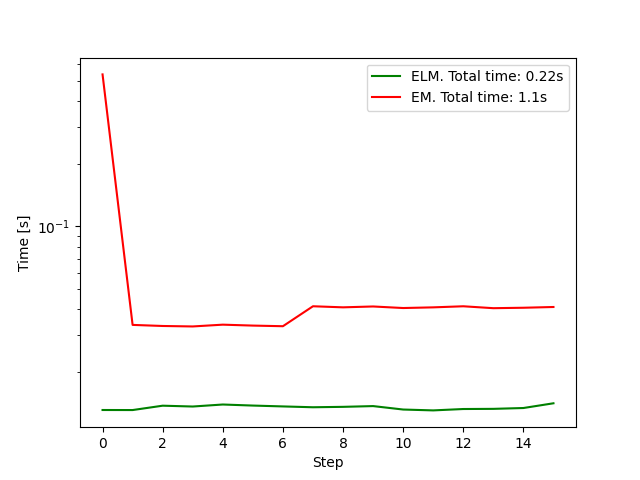 ELM. Total time: 0.22s
EM. Total time: 1.1s
Time [s]
10⁻¹
0 2 4 6 8 10 12 14
Step